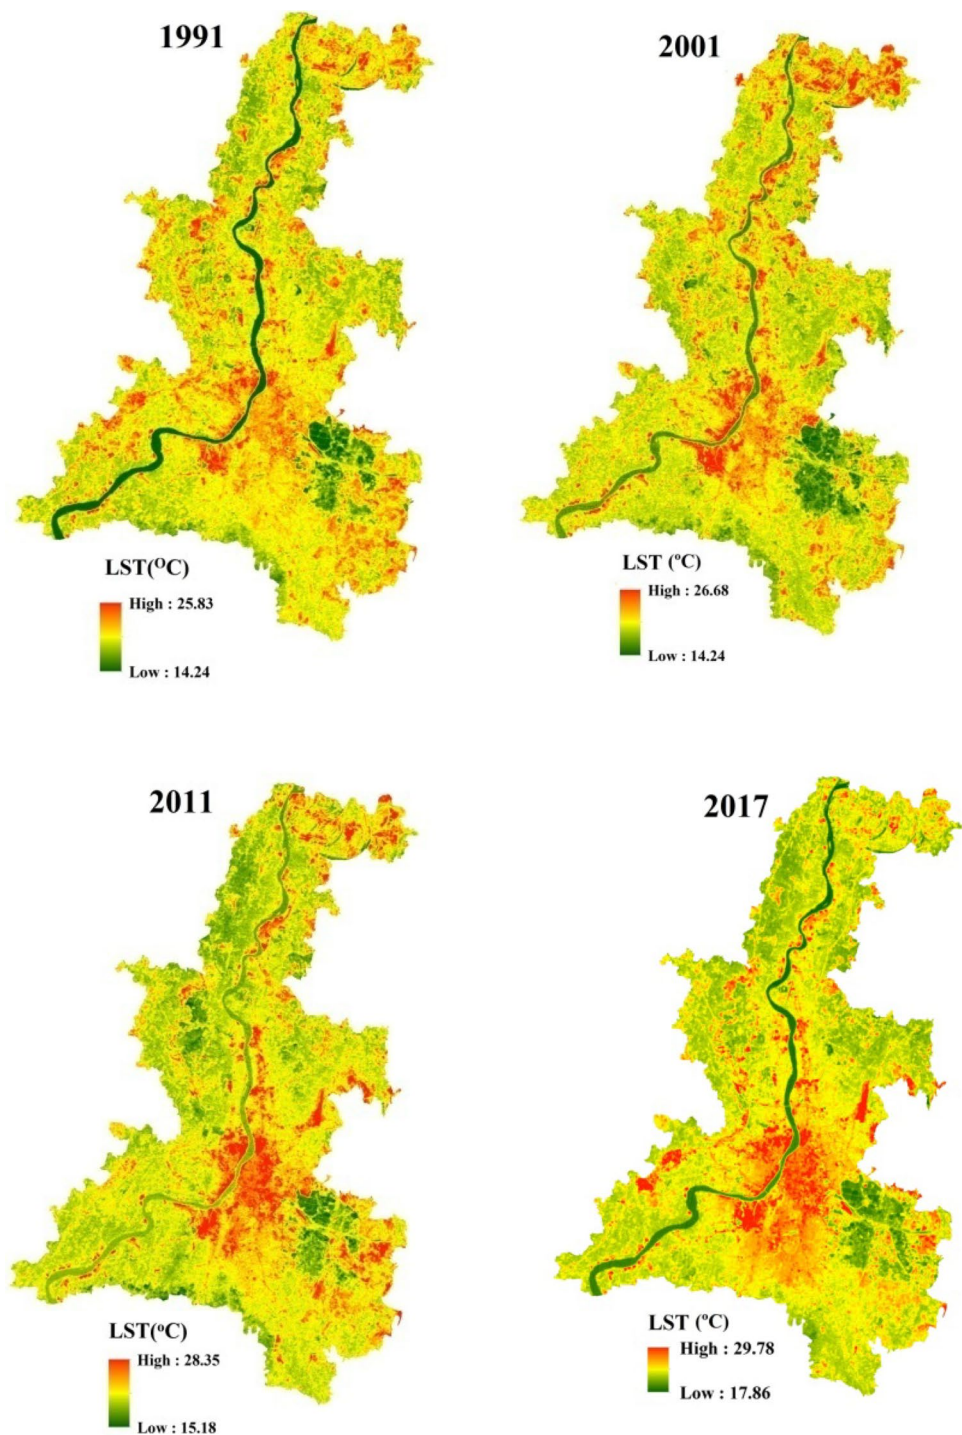 1991
2001
LST(ᴼC)
High : 25.83
Low : 14.24
LST (ºC)
High : 26.68
Low : 14.24
2011
2017
LST(ºC)
High : 28.35
Low : 15.18
LST (ºC)
High : 29.78
Low : 17.86